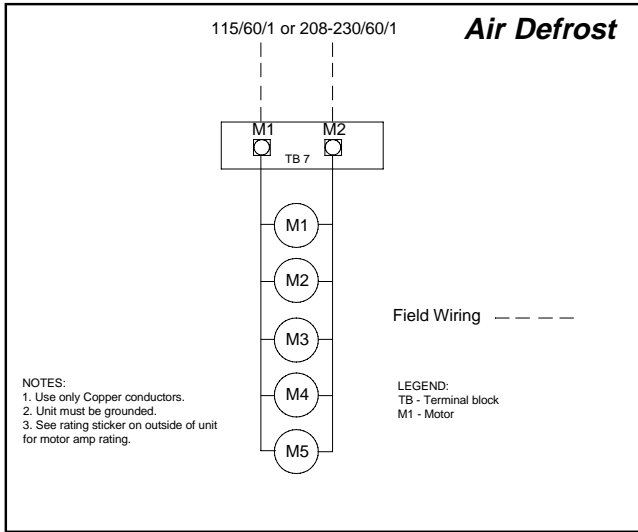 115/60/1 or 208-230/60/1
Air Defrost
M1
M2
TB 7
M1
M2
M3
M4
M5
Field Wiring
NOTES:
1. Use only Copper conductors.
2. Unit must be grounded.
3. See rating sticker on outside of unit
for motor amp rating.
LEGEND:
TB - Terminal block
M1 - Motor